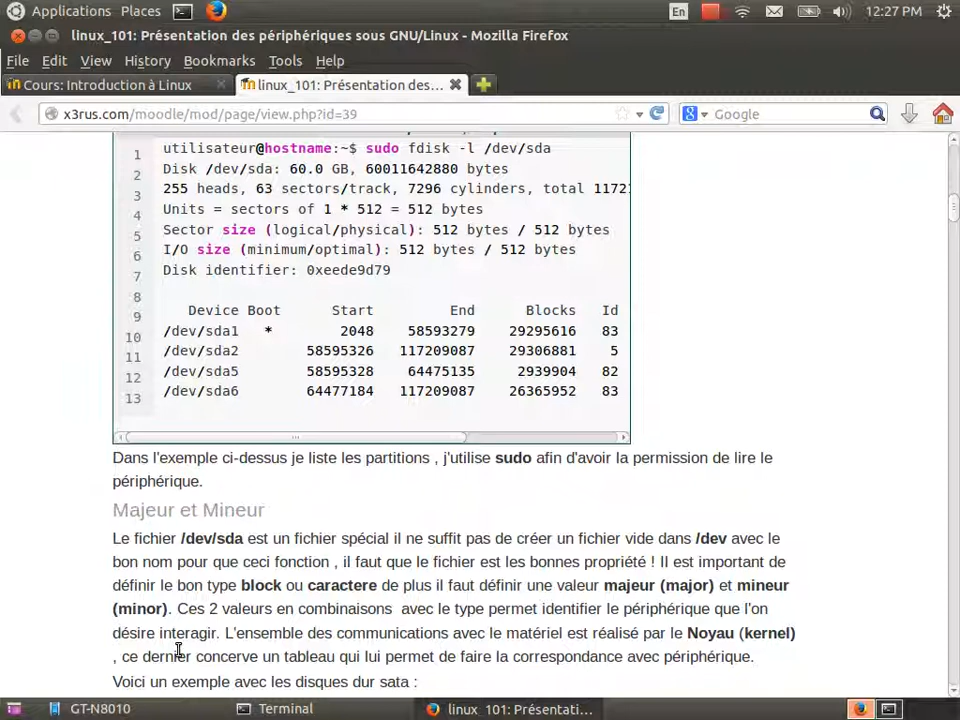 Applications Places En 12:27 PM
linux_101: Présentation des périphériques sous GNU/Linux - Mozilla Firefox
File Edit View History Bookmarks Tools Help
Cours: Introduction à Linux linux_101: Présentation des...
x3rus.com/moodle/mod/page/view.php?id=39 Google
1 utilisateur@hostname:~$ sudo fdisk -l /dev/sda
2 Disk /dev/sda: 60.0 GB, 60011642880 bytes
3 255 heads, 63 sectors/track, 7296 cylinders, total 1172
4 Units = sectors of 1 * 512 = 512 bytes
5 Sector size (logical/physical): 512 bytes / 512 bytes
6 I/O size (minimum/optimal): 512 bytes / 512 bytes
7 Disk identifier: 0xeede9d79
8
9 Device Boot Start End Blocks Id
10 /dev/sda1 * 2048 58593279 29295616 83
11 /dev/sda2 58595326 117209087 29306881 5
12 /dev/sda5 58595328 64475135 2939904 82
13 /dev/sda6 64477184 117209087 26365952 83
Dans l'exemple ci-dessus je liste les partitions , j'utilise sudo afin d'avoir la permission de lire le
périphérique.
Majeur et Mineur
Le fichier /dev/sda est un fichier spécial il ne suffit pas de créer un fichier vide dans /dev avec le
bon nom pour que ceci fonction , il faut que le fichier est les bonnes propriété ! Il est important de
définir le bon type block ou caractere de plus il faut définir une valeur majeur (major) et mineur
(minor). Ces 2 valeurs en combinaisons avec le type permet identifier le périphérique que l'on
désire interagir. L'ensemble des communications avec le matériel est réalisé par le Noyau (kernel)
, ce dernier concerve un tableau qui lui permet de faire la correspondance avec périphérique.
Voici un exemple avec les disques dur sata :
GT-N8010 Terminal linux_101: Présentati...